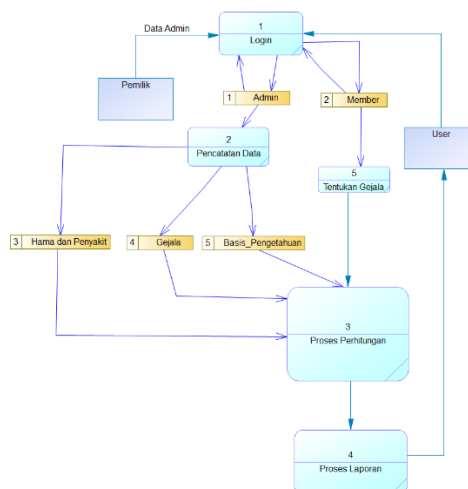 1
Login
Data Admin
Pemilik
1 Admin
2 Member
User
2
Pencatatan Data
5
Tentukan Gejala
3 Hama dan Penyakit
4 Gejala
5 Basis_Pengetahuan
3
Proses Perhitungan
4
Proses Laporan